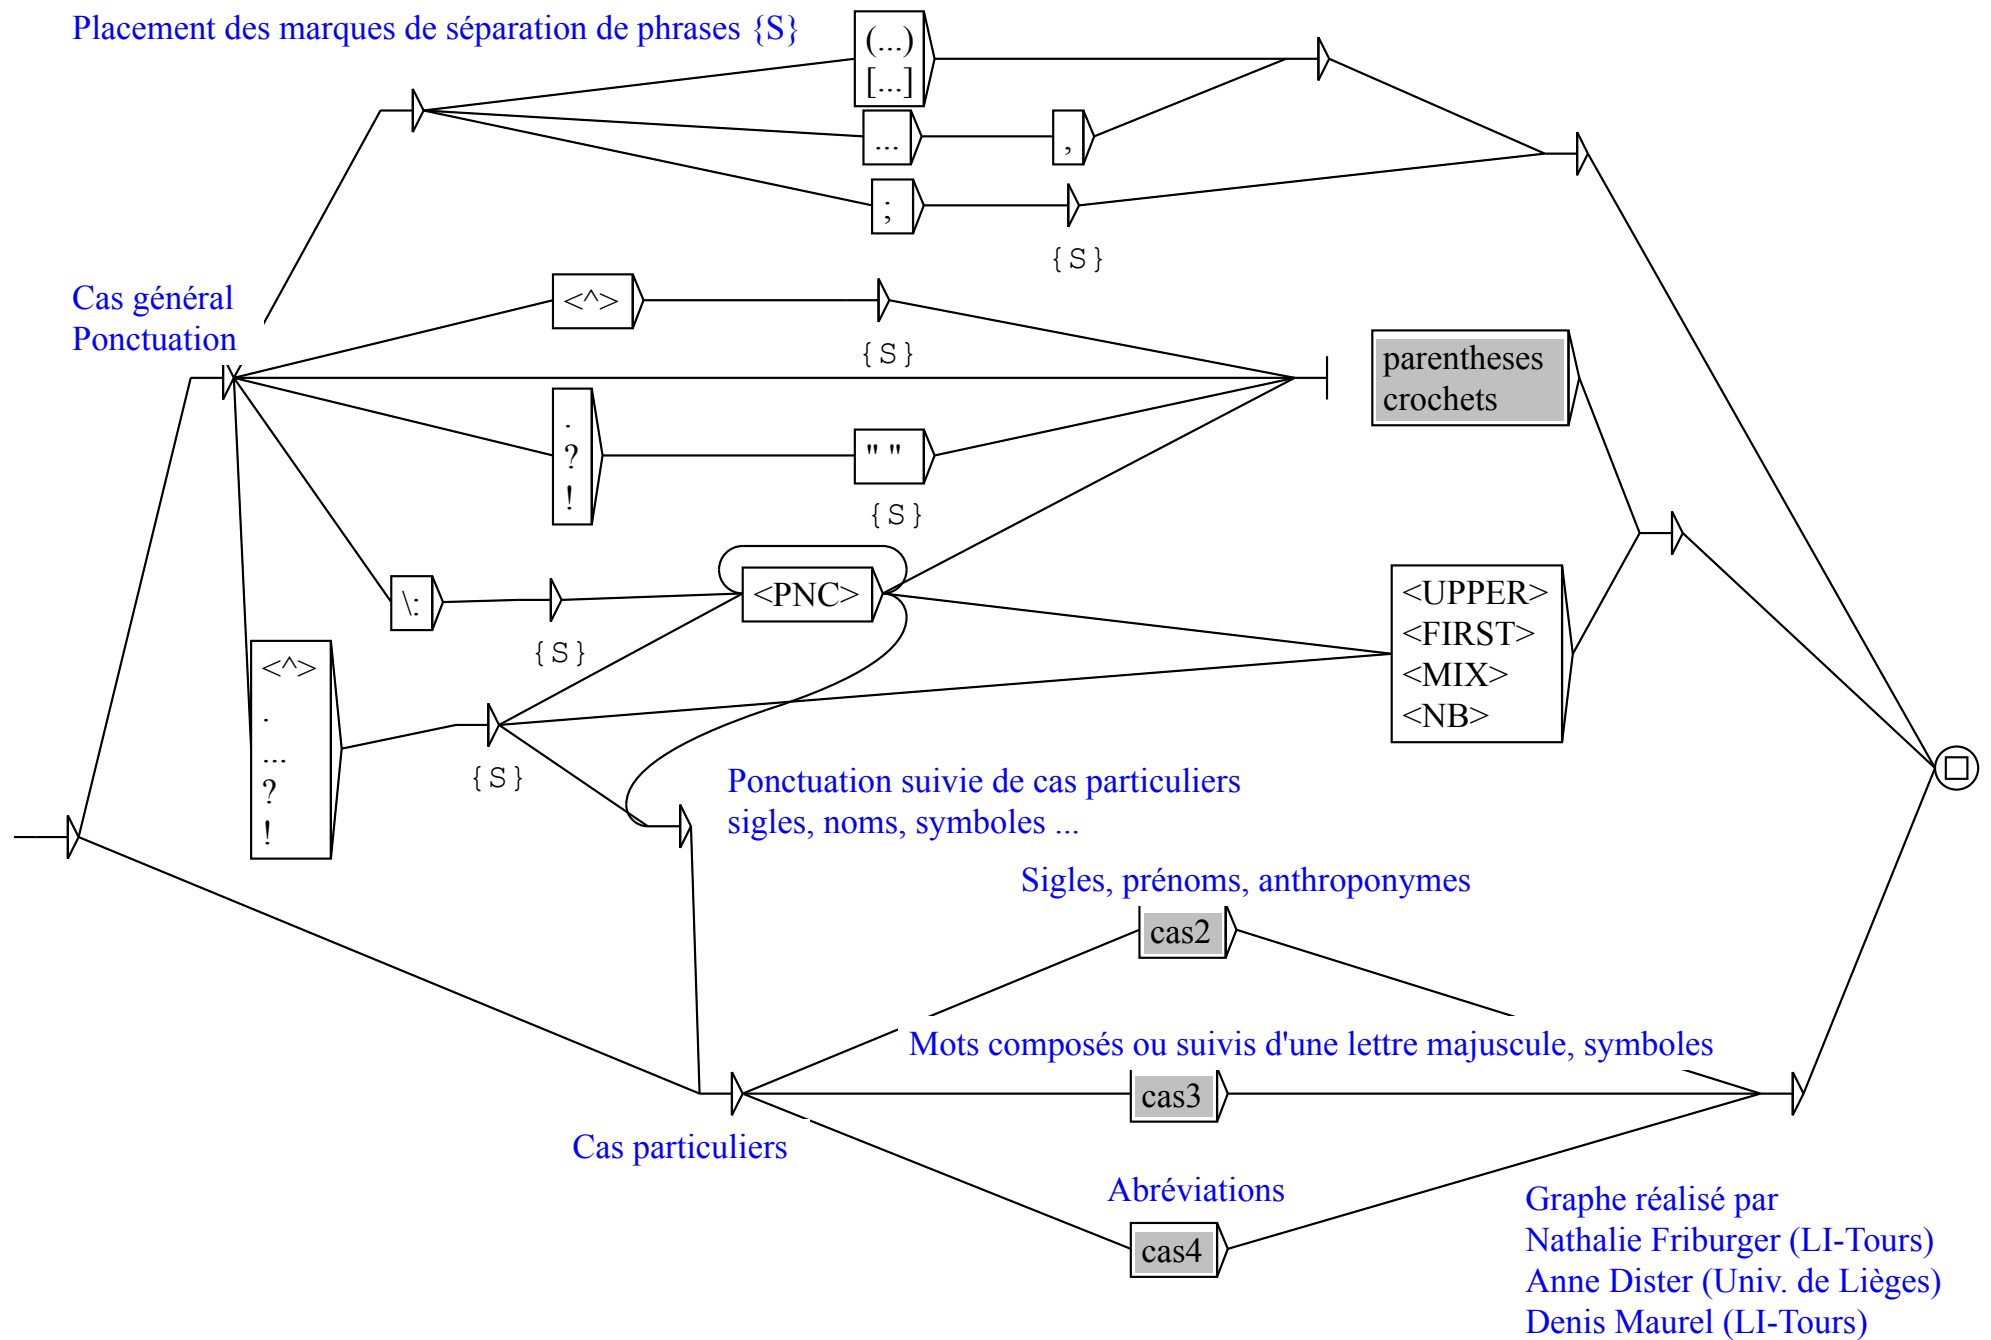 Placement des marques de séparation de phrases {S}
(...)
[...]
...
,
;
{S}
Cas général
Ponctuation
<^>
{S}
parentheses
crochets
.
?
!
" "
{S}
\:
{S}
<PNC>
<UPPER>
<FIRST>
<MIX>
<NB>
<^>
.
...
?
!
{S}
Ponctuation suivie de cas particuliers
sigles, noms, symboles ...
Sigles, prénoms, anthroponymes
cas2
Mots composés ou suivis d'une lettre majuscule, symboles
cas3
Cas particuliers
Abréviations
cas4
Graphe réalisé par
Nathalie Friburger (LI-Tours)
Anne Dister (Univ. de Lièges)
Denis Maurel (LI-Tours)